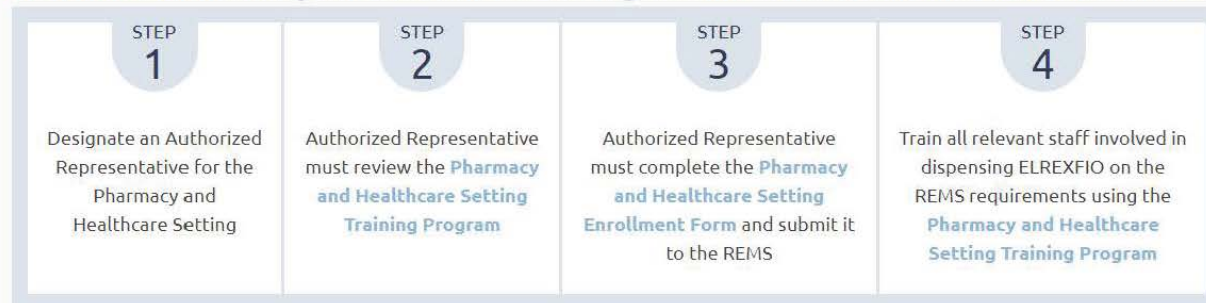 STEP
1
Designate an Authorized
Representative for the
Pharmacy and
Healthcare Setting
STEP
2
Authorized Representative
must review the Pharmacy
and Healthcare Setting
Training Program
STEP
3
Authorized Representative
must complete the Pharmacy
and Healthcare Setting
Enrollment Form and submit it
to the REMS
STEP
4
Train all relevant staff involved in
dispensing ELREXFIO on the
REMS requirements using the
Pharmacy and Healthcare
Setting Training Program